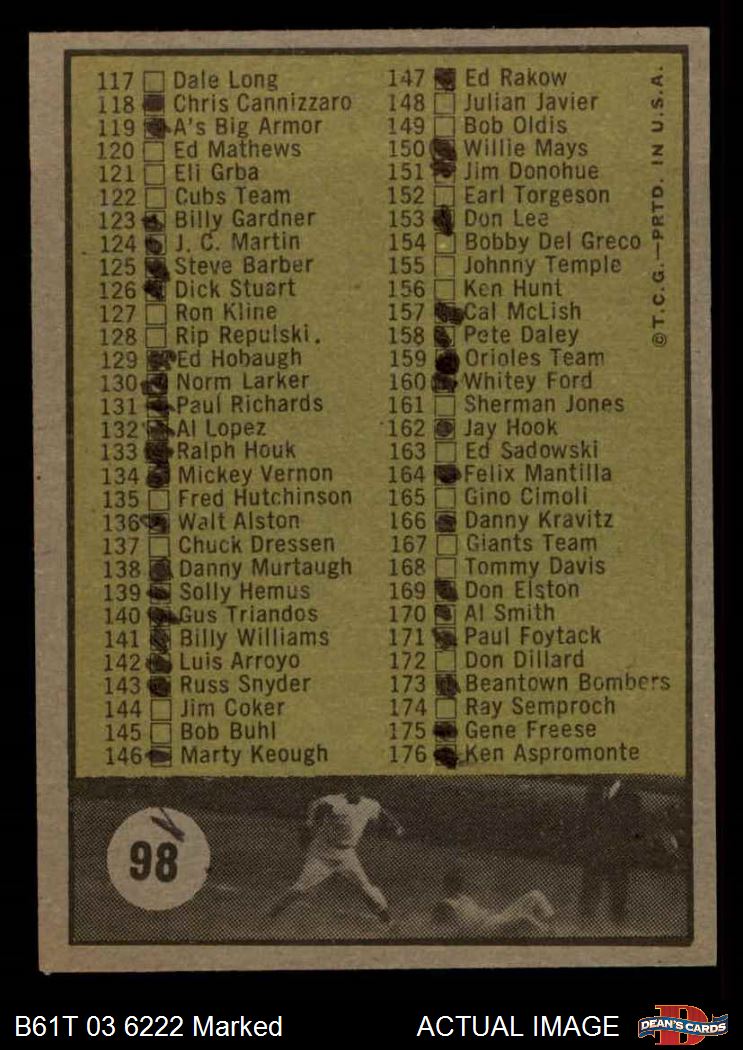 117 Dale Long
118 Chris Cannizzaro
119 A's Big Armor
120 Ed Mathews
121 Eli Grba
122 Cubs Team
123 Billy Gardner
124 J. C. Martin
125 Steve Barber
126 Dick Stuart
127 Ron Kline
128 Rip Repulski.
129 Ed Hobaugh
130 Norm Larker
131 Paul Richards
132 Al Lopez
133 Ralph Houk
134 Mickey Vernon
135 Fred Hutchinson
136 Walt Alston
137 Chuck Dressen
138 Danny Murtaugh
139 Solly Hemus
140 Gus Triandos
141 Billy Williams
142 Luis Arroyo
143 Russ Snyder
144 Jim Coker
145 Bob Buhl
146 Marty Keough
147 Ed Rakow
148 Julian Javier
149 Bob Oldis
150 Willie Mays
151 Jim Donohue
152 Earl Torgeson
153 Don Lee
154 Bobby Del Greco
155 Johnny Temple
156 Ken Hunt
157 Cal McLish
158 Pete Daley
159 Orioles Team
160 Whitey Ford
161 Sherman Jones
162 Jay Hook
163 Ed Sadowski
164 Felix Mantilla
165 Gino Cimoli
166 Danny Kravitz
167 Giants Team
168 Tommy Davis
169 Don Elston
170 Al Smith
171 Paul Foytack
172 Don Dillard
173 Beantown Bombers
174 Ray Semproch
175 Gene Freese
176 Ken Aspromonte
© T.C.G.—PRTD. IN U.S.A.
98
B61T 03 6222 Marked
ACTUAL IMAGE
D
DEAN'S CARDS